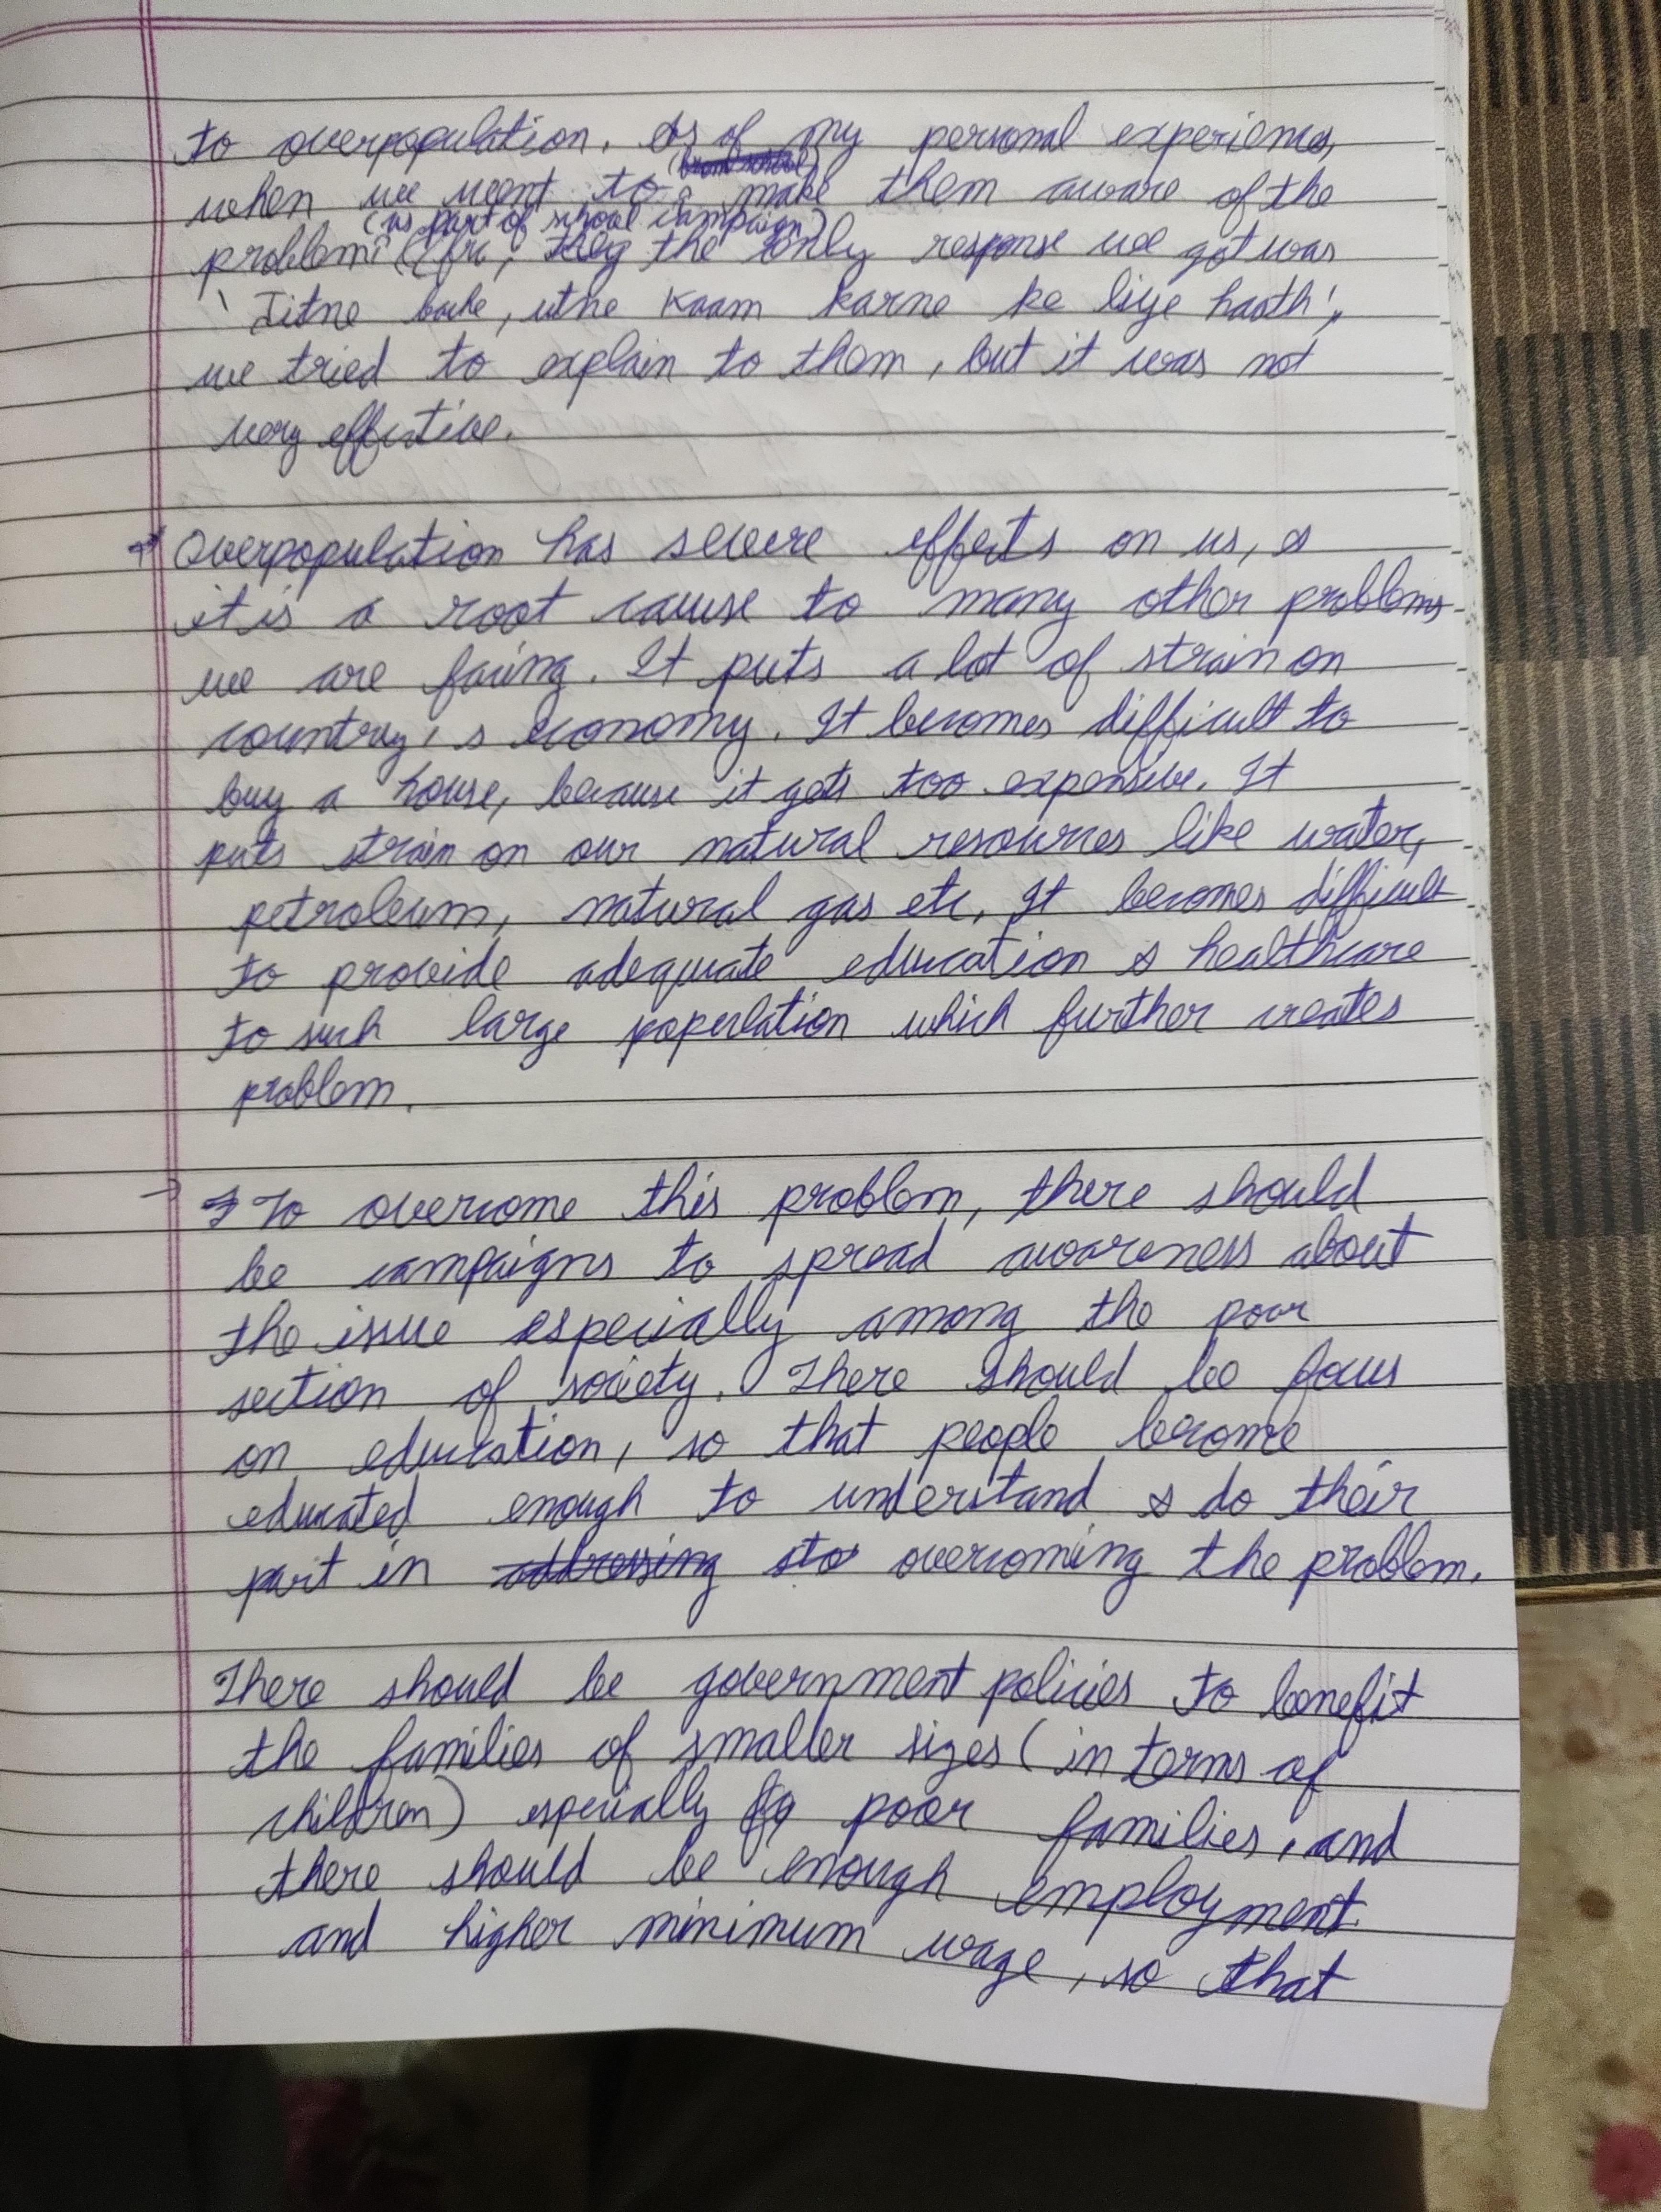 to overpopulation. As of my personal experience,
when we went to make them aware of the
(as part of school campaign)
problem, the only response we got was
'Jitne bache, utne kaam karne ke liye haath',
we tried to explain to them, but it was not
very effective.
Overpopulation has severe effects on us,
it is a root cause to many other problems
we are facing. It puts a lot of strain on
country's economy. It becomes difficult to
buy a house, because it gets too expensive. It
puts strain on our natural resources like water,
petroleum, natural gas etc, It becomes difficult
to provide adequate education & healthcare
to such large population which further creates
problem.
→ To overcome this problem, there should
be campaigns to spread awareness about
the issue especially among the poor
section of society. There should be focus
on education, so that people become
educated enough to understand & do their
part in addressing sto overcoming the problem.
There should be government policies to benefit
the families of smaller sizes (in terms of
children) especially poor families, and
there should be enough employment
and higher minimum wage, so that